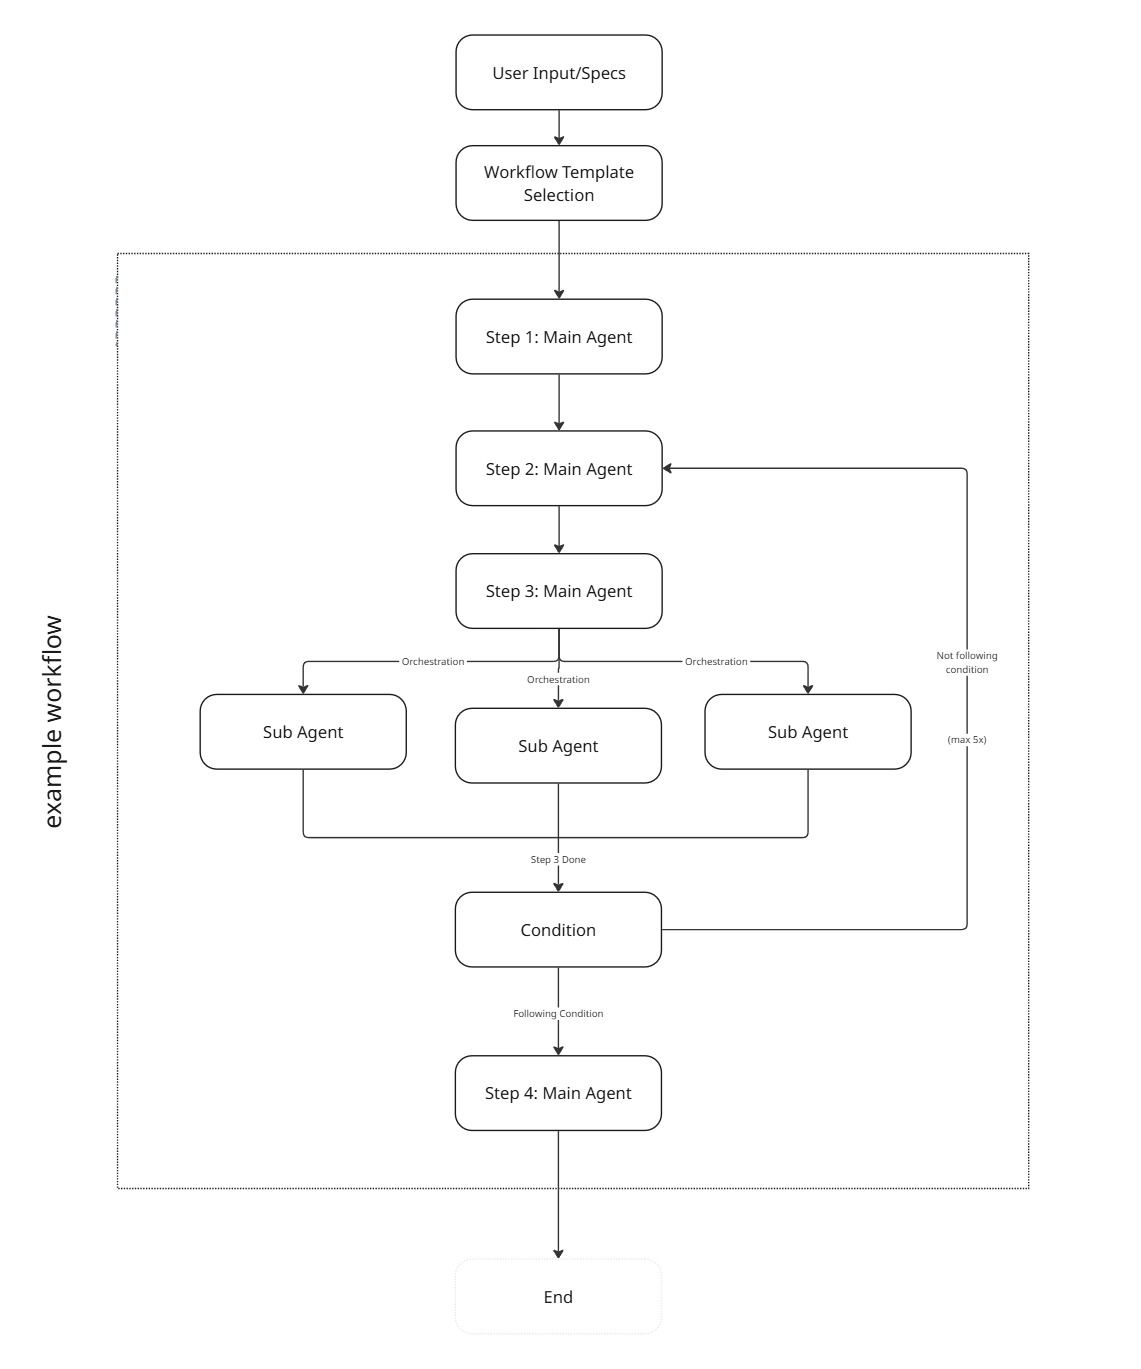 User Input/Specs
Workflow Template
Selection
Step 1: Main Agent
Step 2: Main Agent
Step 3: Main Agent
Orchestration
Orchestration
Orchestration
Sub Agent
Sub Agent
Sub Agent
Not following
condition
(max 5x)
Step 3 Done
Condition
Following Condition
Step 4: Main Agent
End
example workflow